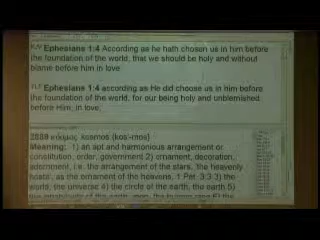 KJV Ephesians 1:4 According as he hath chosen us in him before
the foundation of the world, that we should be holy and without
blame before him in love
YLT Ephesians 1:4 according as He did choose us in him before
the foundation of the world, for our being holy and unblemished
before Him, in love,
2889 κόσμος kosmos {kos'-mos}
Meaning: 1) an apt and harmonious arrangement or
constitution, order, government 2) ornament, decoration,
adornment, i.e. the arrangement of the stars, 'the heavenly
hosts', as the ornament of the heavens. 1 Pet. 3:3 3) the
world, the universe 4) the circle of the earth, the earth 5)